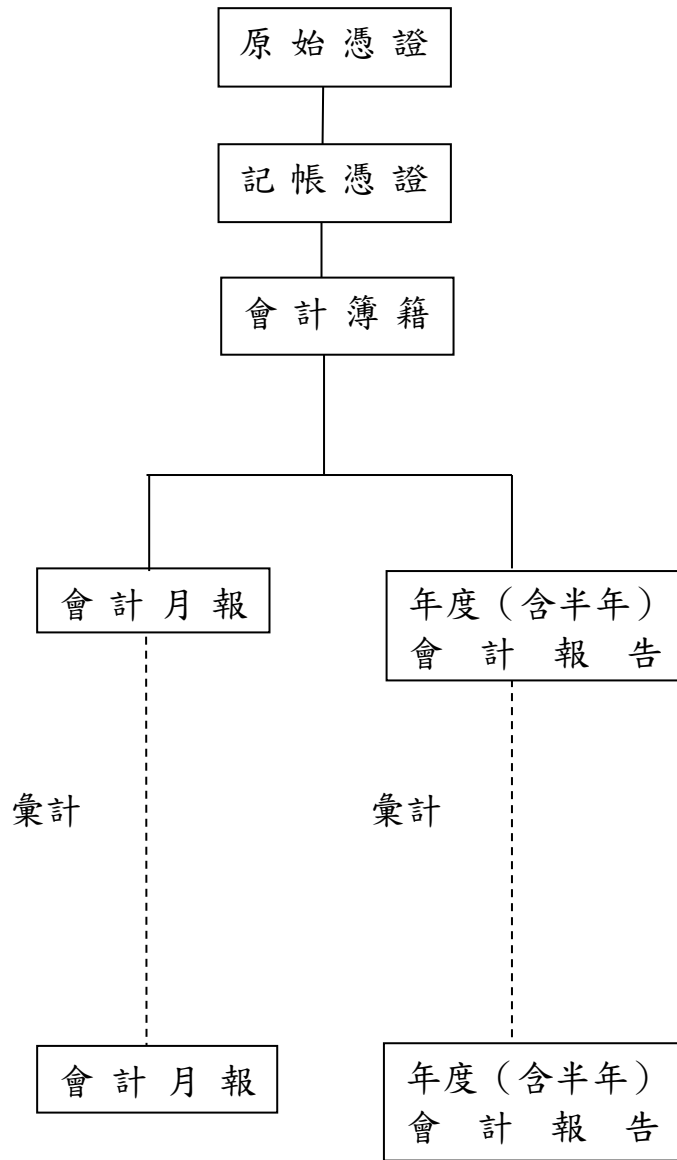 原始憑證
記帳憑證
會計簿籍
會計月報
年度（含半年）
會計報告
彙計
彙計
會計月報
年度（含半年）
會計報告